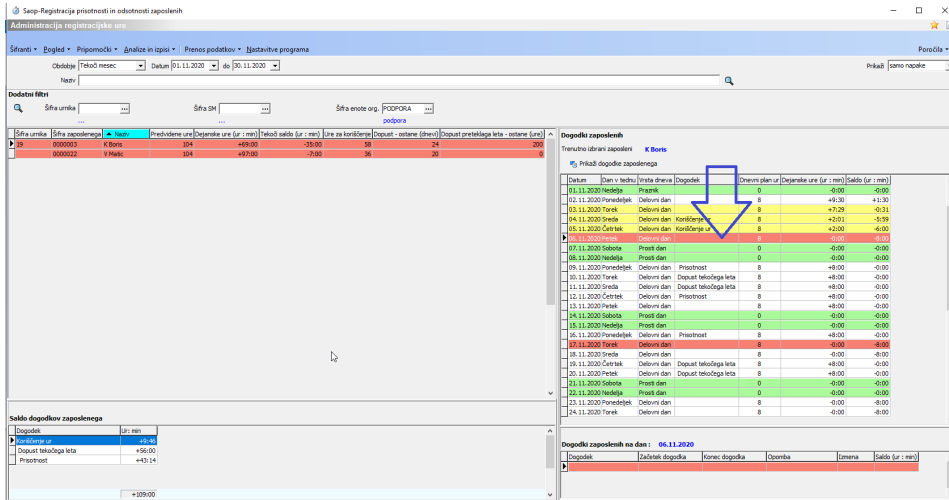 Saop-Registracija prisotnosti in odsotnosti zaposlenih
Administracija registracijske ure
Šifranti Pogled Pripomočki Analize in izpisi Prenos podatkov Nastavitve programa Poročila
Obdobje Tekoči mesec Datum 01.11.2020 do 30.11.2020 Prikaži samo napake
Naziv
Dodatni filtri
Šifra urnika ... Šifra SM ... Šifra enote org. PODPORA ...
... ... podpora
Šifra urnika Šifra zaposlenega Naziv Predvidene ure Dejanske ure (ur : min) Tekoči saldo (ur : min) Ure za koriščenje Dopust - ostane (dnevi) Dopust preteklega leta - ostane (ure)
19 0000003 K Boris 104 +69:00 -35:00 58 24 200
0000022 V Matic 104 +97:00 -7:00 36 20 0
Dogodki zaposlenih
Trenutno izbrani zaposleni K Boris
Prikaži dogodke zaposlenega
Datum Dan v tednu Vrsta dneva Dogodek Dnevni plan ur Dejanske ure (ur : min) Saldo (ur : min)
01.11.2020 Nedelja Praznik 0 -0:00 -0:00
02.11.2020 Ponedeljek Delovni dan 8 +9:30 +1:30
03.11.2020 Torek Delovni dan 8 +7:29 -0:31
04.11.2020 Sreda Delovni dan Koriščenje ur 8 +2:01 -5:59
05.11.2020 Četrtek Delovni dan Koriščenje ur 8 +2:00 -6:00
06.11.2020 Petek Delovni dan 8 -0:00 -8:00
07.11.2020 Sobota Prosti dan 0 -0:00 -0:00
08.11.2020 Nedelja Prosti dan 0 -0:00 -0:00
09.11.2020 Ponedeljek Delovni dan Prisotnost 8 +8:00 -0:00
10.11.2020 Torek Delovni dan Dopust tekočega leta 8 +8:00 -0:00
11.11.2020 Sreda Delovni dan Dopust tekočega leta 8 +8:00 -0:00
12.11.2020 Četrtek Delovni dan Prisotnost 8 +8:00 -0:00
13.11.2020 Petek Delovni dan 8 +8:00 -0:00
14.11.2020 Sobota Prosti dan 0 -0:00 -0:00
15.11.2020 Nedelja Prosti dan 0 -0:00 -0:00
16.11.2020 Ponedeljek Delovni dan Prisotnost 8 +8:00 -0:00
17.11.2020 Torek Delovni dan 8 -0:00 -8:00
18.11.2020 Sreda Delovni dan 8 -0:00 -8:00
19.11.2020 Četrtek Delovni dan Dopust tekočega leta 8 +8:00 -0:00
20.11.2020 Petek Delovni dan Dopust tekočega leta 8 +8:00 -0:00
21.11.2020 Sobota Prosti dan 0 -0:00 -0:00
22.11.2020 Nedelja Prosti dan 0 -0:00 -0:00
23.11.2020 Ponedeljek Delovni dan 8 -0:00 -8:00
24.11.2020 Torek Delovni dan 8 -0:00 -8:00
Saldo dogodkov zaposlenega
Dogodek Ur: min
Koriščenje ur +9:46
Dopust tekočega leta +56:00
Prisotnost +43:14
+109:00
Dogodki zaposlenih na dan : 06.11.2020
Dogodek Začetek dogodka Konec dogodka Opomba Izmena Saldo (ur : min)